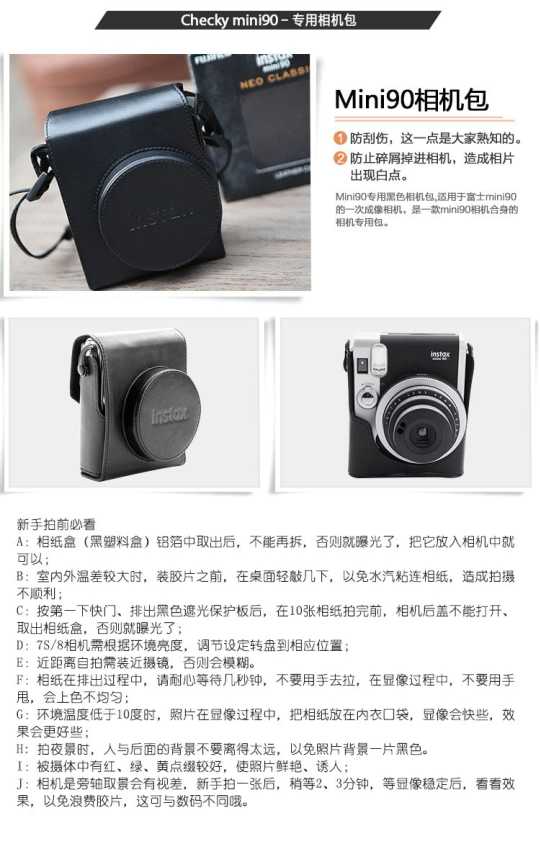 Checky mini90 – 专用相机包
instax
mini 90
NEO CLASSI
Mini90相机包
1 防刮伤，这一点是大家熟知的。
2 防止碎屑掉进相机，造成相片
出现白点。
Mini90专用黑色相机包,适用于富士mini90
的一次成像相机。是一款mini90相机合身的
相机专用包。
instax
instax
instax
mini 90
新手拍前必看
A: 相纸盒（黑塑料盒）铝箔中取出后，不能再拆，否则就曝光了，把它放入相机中就
可以；
B: 室内外温差较大时，装胶片之前，在桌面轻敲几下，以免水汽粘连相纸，造成拍摄
不顺利；
C: 按第一下快门、排出黑色遮光保护板后，在10张相纸拍完前，相机后盖不能打开、
取出相纸盒，否则就曝光了；
D: 7S/8相机需根据环境亮度，调节设定转盘到相应位置；
E: 近距离自拍需装近摄镜，否则会模糊。
F: 相纸在排出过程中，请耐心等待几秒钟，不要用手去拉，在显像过程中，不要用手
甩，会上色不均匀；
G: 环境温度低于10度时，照片在显像过程中，把相纸放在内衣口袋，显像会快些，效
果会更好些；
H: 拍夜景时，人与后面的背景不要离得太远，以免照片背景一片黑色。
I: 被摄体中有红、绿、黄点缀较好，使照片鲜艳、诱人；
J: 相机是旁轴取景会有视差，新手拍一张后，稍等2、3分钟，等显像稳定后，看看效
果，以免浪费胶片，这可与数码不同哦。